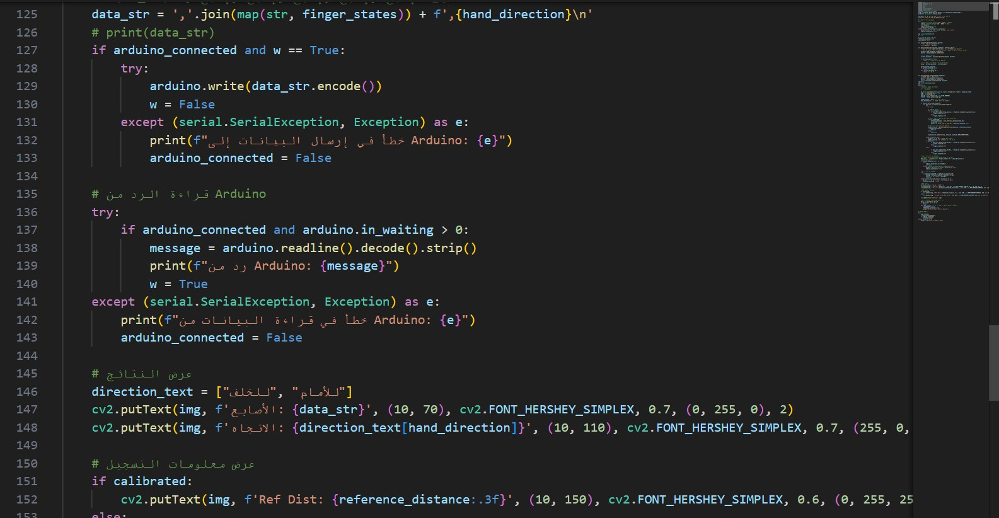 125 data_str = ','.join(map(str, finger_states)) + f',{hand_direction}\n'
126 # print(data_str)
127 if arduino_connected and w == True:
128 try:
129 arduino.write(data_str.encode())
130 w = False
131 except (serial.SerialException, Exception) as e:
132 print(f"خطأ في إرسال البيانات إلى Arduino: {e}")
133 arduino_connected = False
134
135 # قراءة الرد من Arduino
136 try:
137 if arduino_connected and arduino.in_waiting > 0:
138 message = arduino.readline().decode().strip()
139 print(f"رد من Arduino: {message}")
140 w = True
141 except (serial.SerialException, Exception) as e:
142 print(f"خطأ في قراءة البيانات من Arduino: {e}")
143 arduino_connected = False
144
145 # عرض النتائج
146 direction_text = ["للخلف", "للأمام"]
147 cv2.putText(img, f'الأصابع: {data_str}', (10, 70), cv2.FONT_HERSHEY_SIMPLEX, 0.7, (0, 255, 0), 2)
148 cv2.putText(img, f'الاتجاه: {direction_text[hand_direction]}', (10, 110), cv2.FONT_HERSHEY_SIMPLEX, 0.7, (255, 0,
149
150 # عرض معلومات التسجيل
151 if calibrated:
152 cv2.putText(img, f'Ref Dist: {reference_distance:.3f}', (10, 150), cv2.FONT_HERSHEY_SIMPLEX, 0.6, (0, 255, 25
153 else: